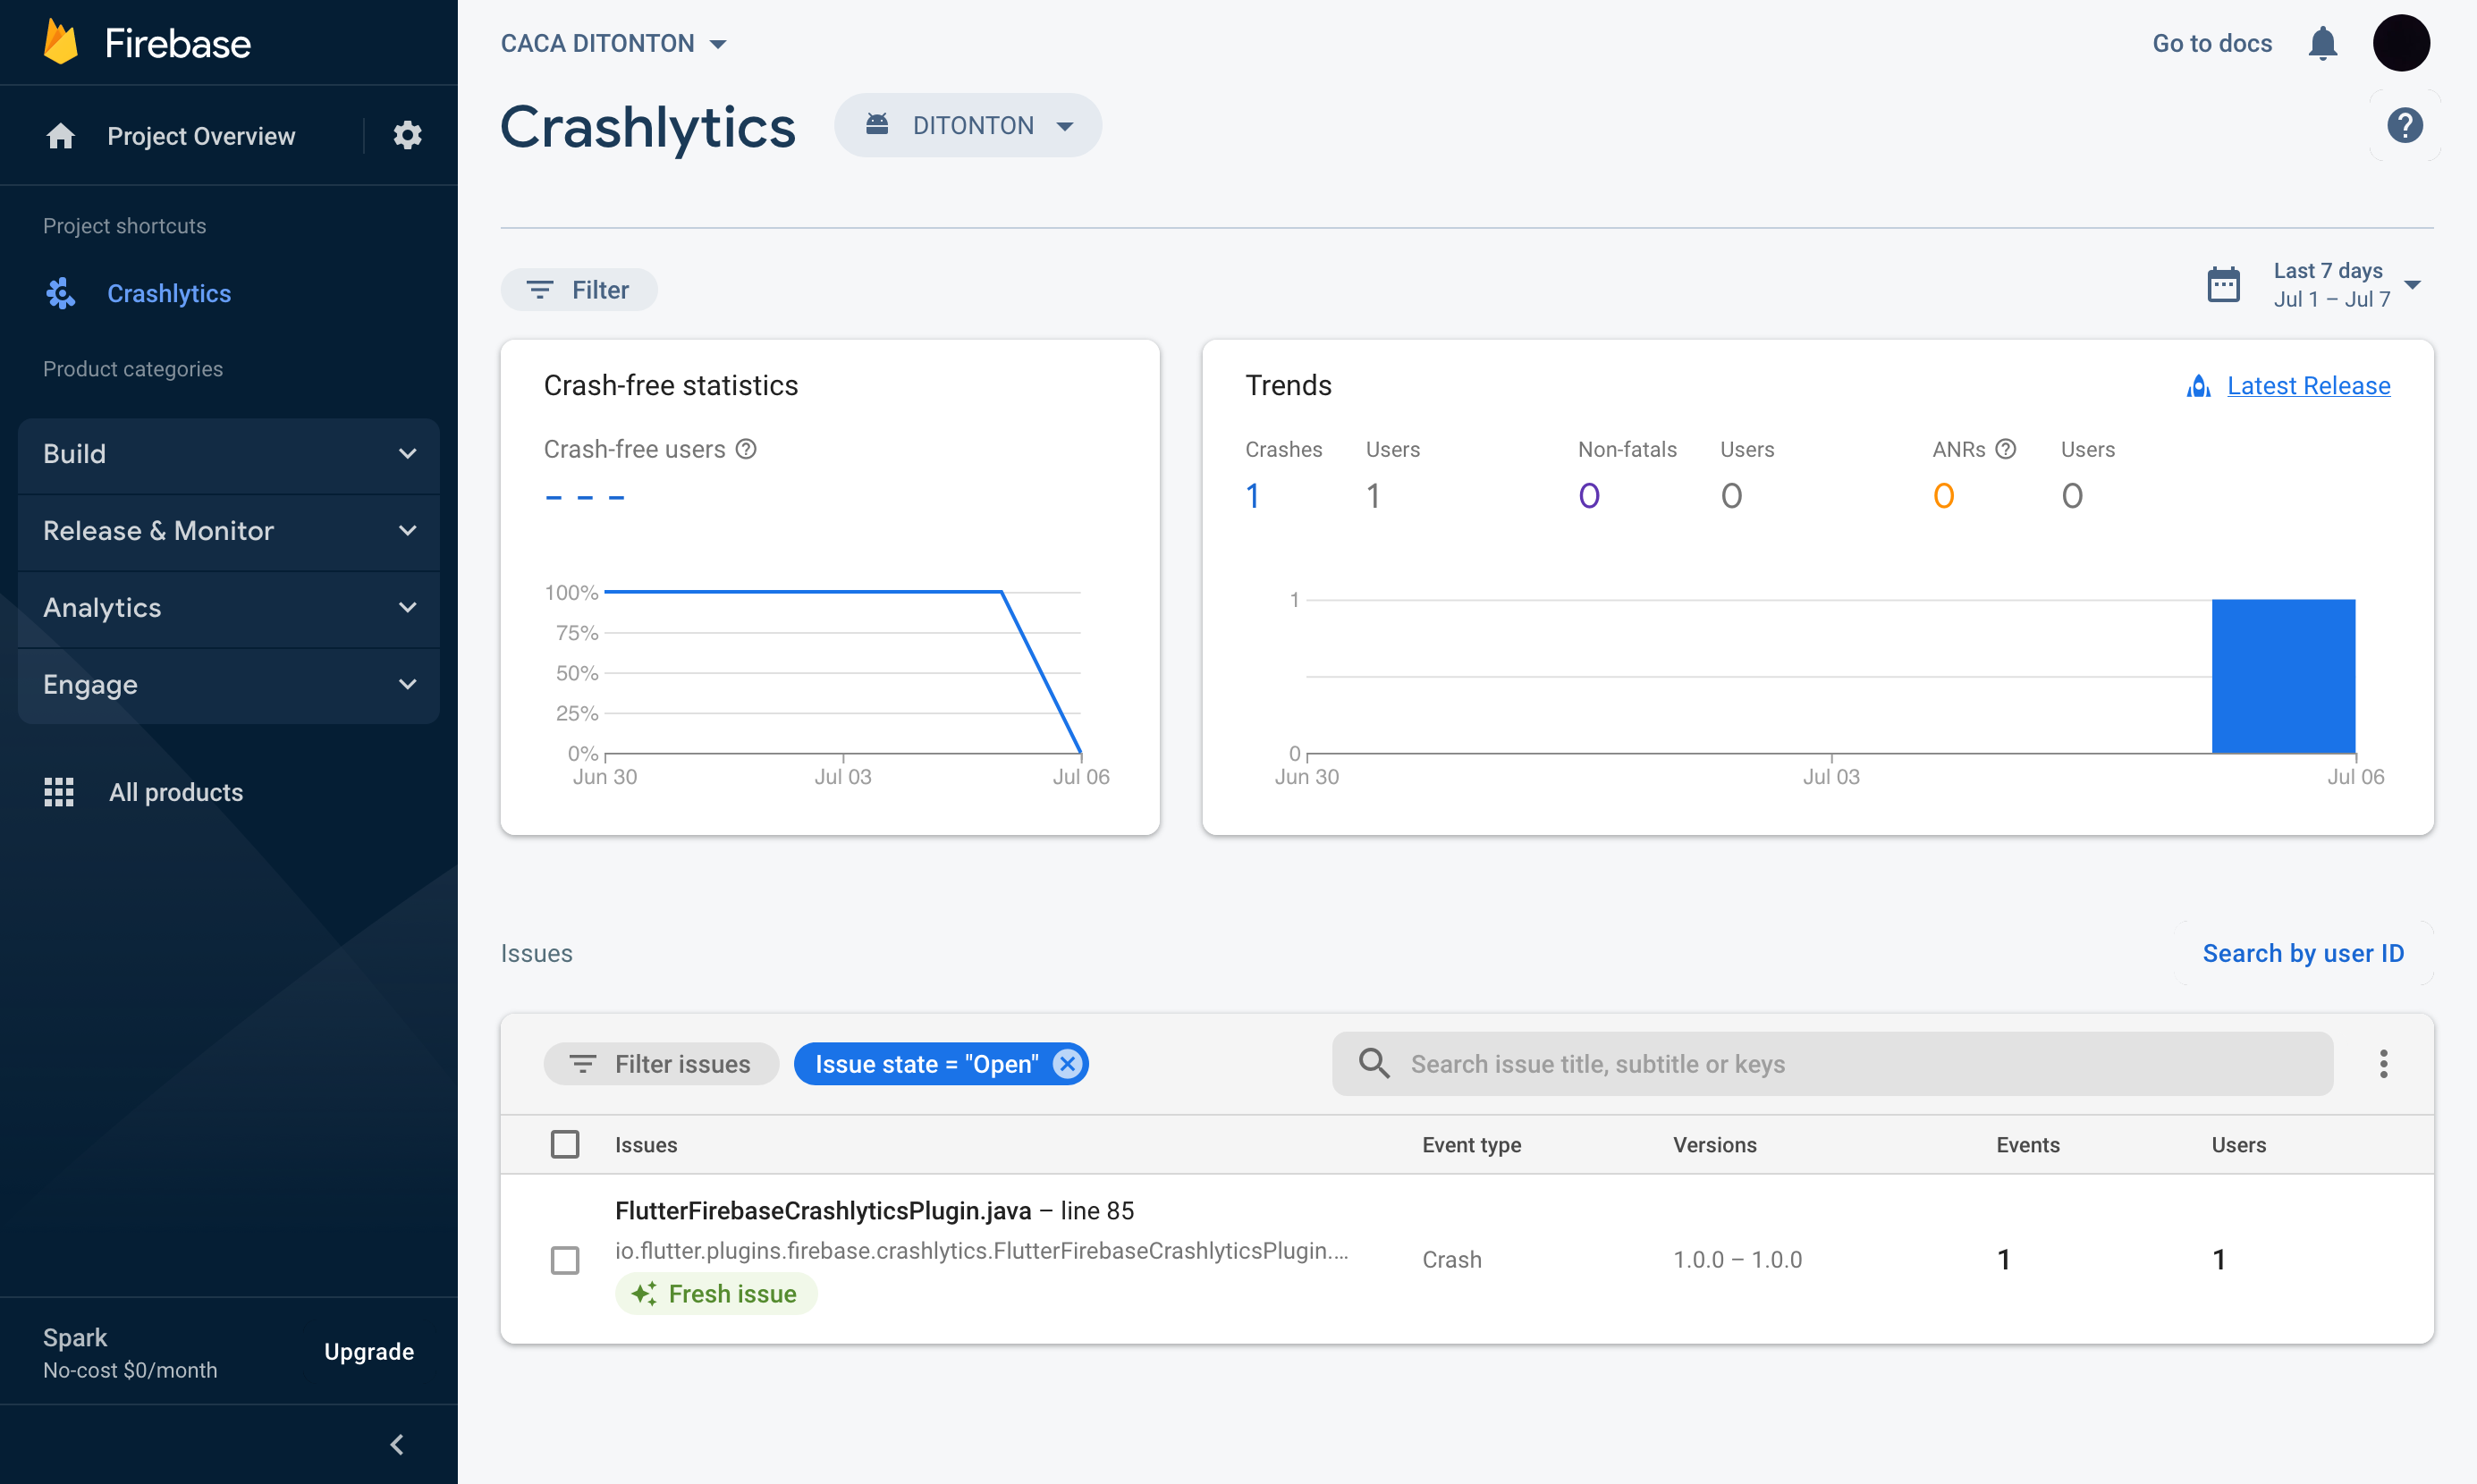 Firebase
Project Overview
Project shortcuts
Crashlytics
Product categories
Build
Release & Monitor
Analytics
Engage
All products
Spark
No-cost $0/month
Upgrade
CACA DITONTON
Go to docs
Crashlytics
DITONTON
Filter
Last 7 days
Jul 1 – Jul 7
Crash-free statistics
Crash-free users
– – –
100%
75%
50%
25%
0%
Jun 30 Jul 03 Jul 06
Trends
Latest Release
Crashes Users Non-fatals Users ANRs Users
1 1 0 0 0 0
1
0
Jun 30 Jul 03 Jul 06
Issues
Search by user ID
Filter issues
Issue state = "Open"
Search issue title, subtitle or keys
Issues Event type Versions Events Users
FlutterFirebaseCrashlyticsPlugin.java – line 85
io.flutter.plugins.firebase.crashlytics.FlutterFirebaseCrashlyticsPlugin....
Crash 1.0.0 – 1.0.0 1 1
Fresh issue